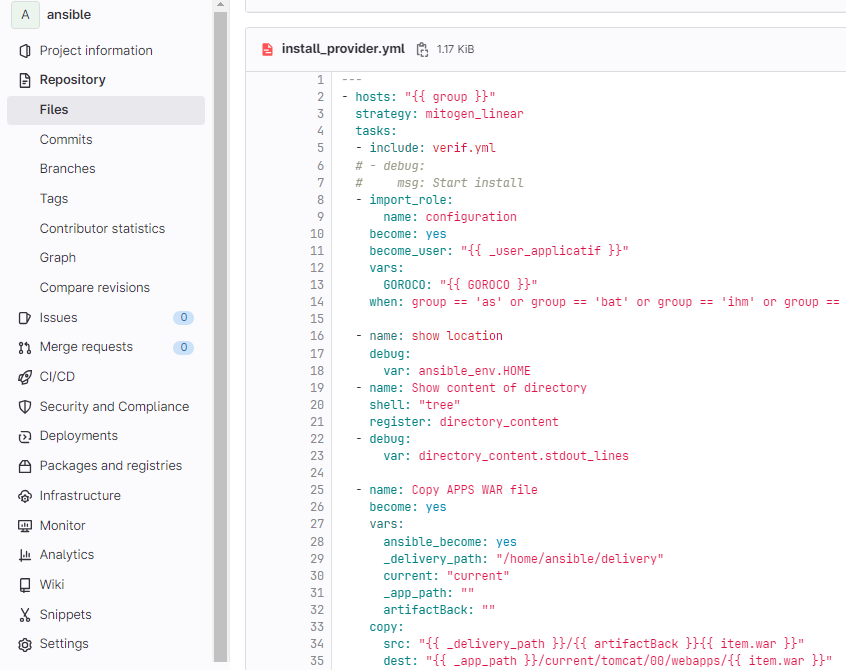 A ansible
Project information
Repository
Files
Commits
Branches
Tags
Contributor statistics
Graph
Compare revisions
Issues 0
Merge requests 0
CI/CD
Security and Compliance
Deployments
Packages and registries
Infrastructure
Monitor
Analytics
Wiki
Snippets
Settings
install_provider.yml 1.17 KiB
1 ---
2 - hosts: "{{ group }}"
3 strategy: mitogen_linear
4 tasks:
5 - include: verif.yml
6 # - debug:
7 #     msg: Start install
8 - import_role:
9 name: configuration
10 become: yes
11 become_user: "{{ _user_applicatif }}"
12 vars:
13 GOROCO: "{{ GOROCO }}"
14 when: group == 'as' or group == 'bat' or group == 'ihm' or group ==
15
16 - name: show location
17 debug:
18 var: ansible_env.HOME
19 - name: Show content of directory
20 shell: "tree"
21 register: directory_content
22 - debug:
23 var: directory_content.stdout_lines
24
25 - name: Copy APPS WAR file
26 become: yes
27 vars:
28 ansible_become: yes
29 _delivery_path: "/home/ansible/delivery"
30 current: "current"
31 _app_path: ""
32 artifactBack: ""
33 copy:
34 src: "{{ _delivery_path }}/{{ artifactBack }}{{ item.war }}"
35 dest: "{{ _app_path }}/current/tomcat/00/webapps/{{ item.war }}"